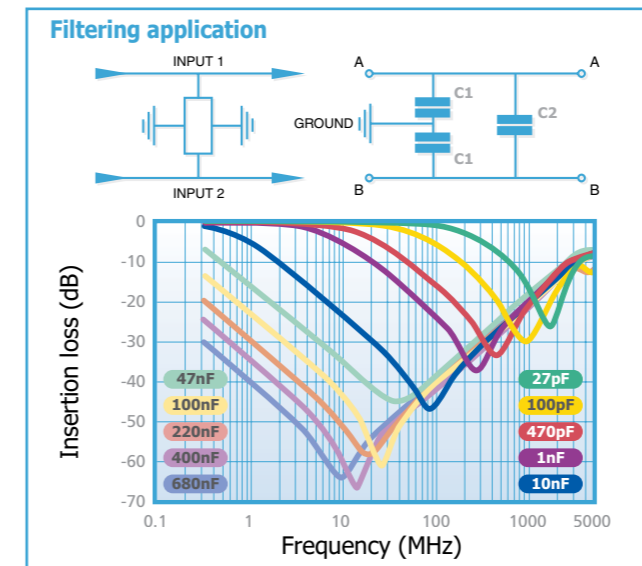 Filtering application
INPUT 1
INPUT 2
A
A
C1
C2
GROUND
C1
B
B
Insertion loss (dB)
0
-10
-20
-30
-40
-50
-60
-70
47nF
100nF
220nF
400nF
680nF
27pF
100pF
470pF
1nF
10nF
0.1
1
10
100
1000
5000
Frequency (MHz)